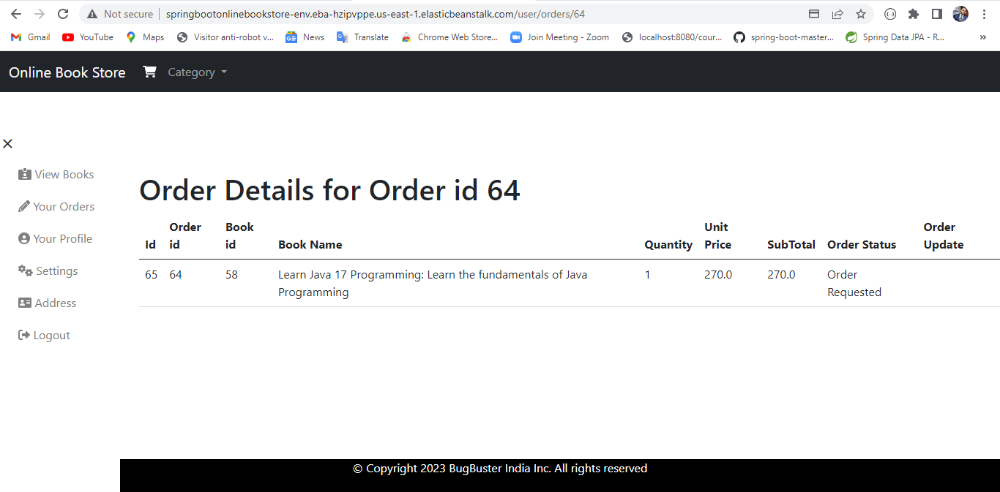 Not secure springbootonlinebookstore-env.eba-hzipvppe.us-east-1.elasticbeanstalk.com/user/orders/64
Gmail YouTube Maps Visitor anti-robot v... News Translate Chrome Web Store... Join Meeting - Zoom localhost:8080/cour... spring-boot-master... Spring Data JPA - R... »
Online Book Store Category
View Books
Your Orders
Your Profile
Settings
Address
Logout
Order Details for Order id 64
Id Order id Book id Book Name Quantity Unit Price SubTotal Order Status Order Update
65 64 58 Learn Java 17 Programming: Learn the fundamentals of Java 1 270.0 270.0 Order
Programming Requested
© Copyright 2023 BugBuster India Inc. All rights reserved